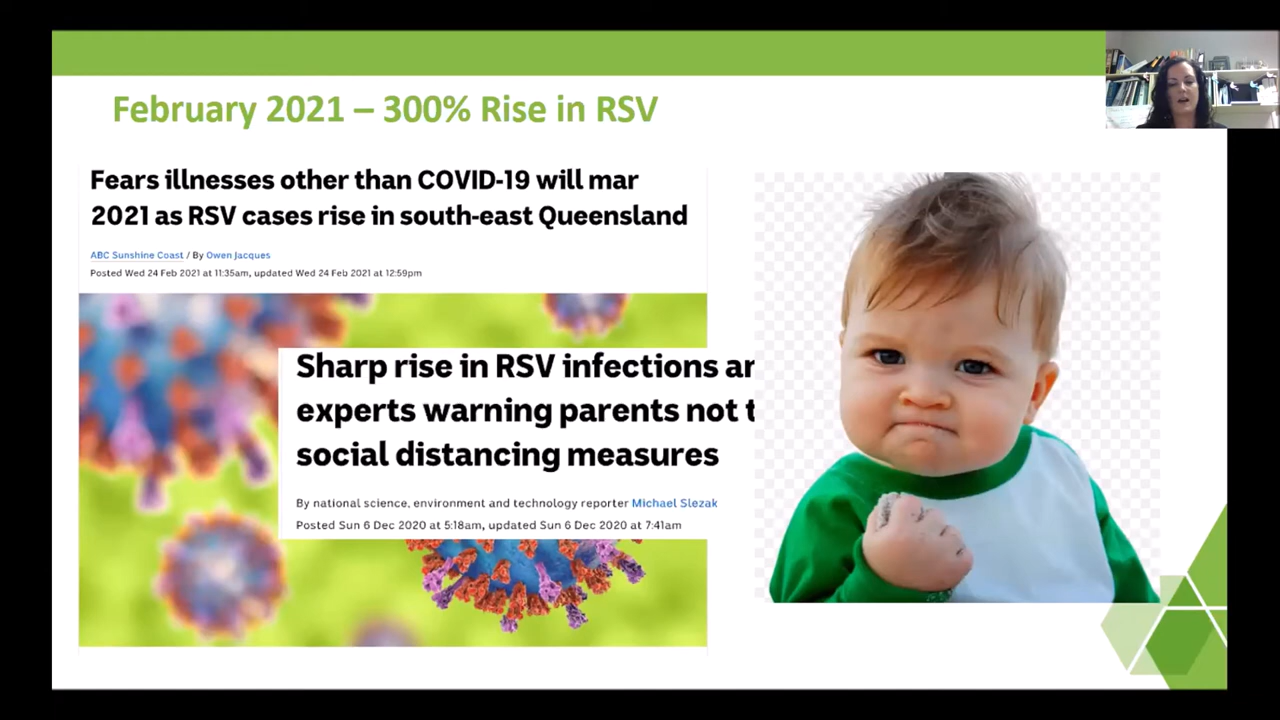 February 2021 – 300% Rise in RSV
Fears illnesses other than COVID-19 will mar
2021 as RSV cases rise in south-east Queensland
ABC Sunshine Coast / By Owen Jacques
Posted Wed 24 Feb 2021 at 11:35am, updated Wed 24 Feb 2021 at 12:59pm
Sharp rise in RSV infections
experts warning parents not
social distancing measures
By national science, environment and technology reporter Michael Slezak
Posted Sun 6 Dec 2020 at 5:18am, updated Sun 6 Dec 2020 at 7:41am